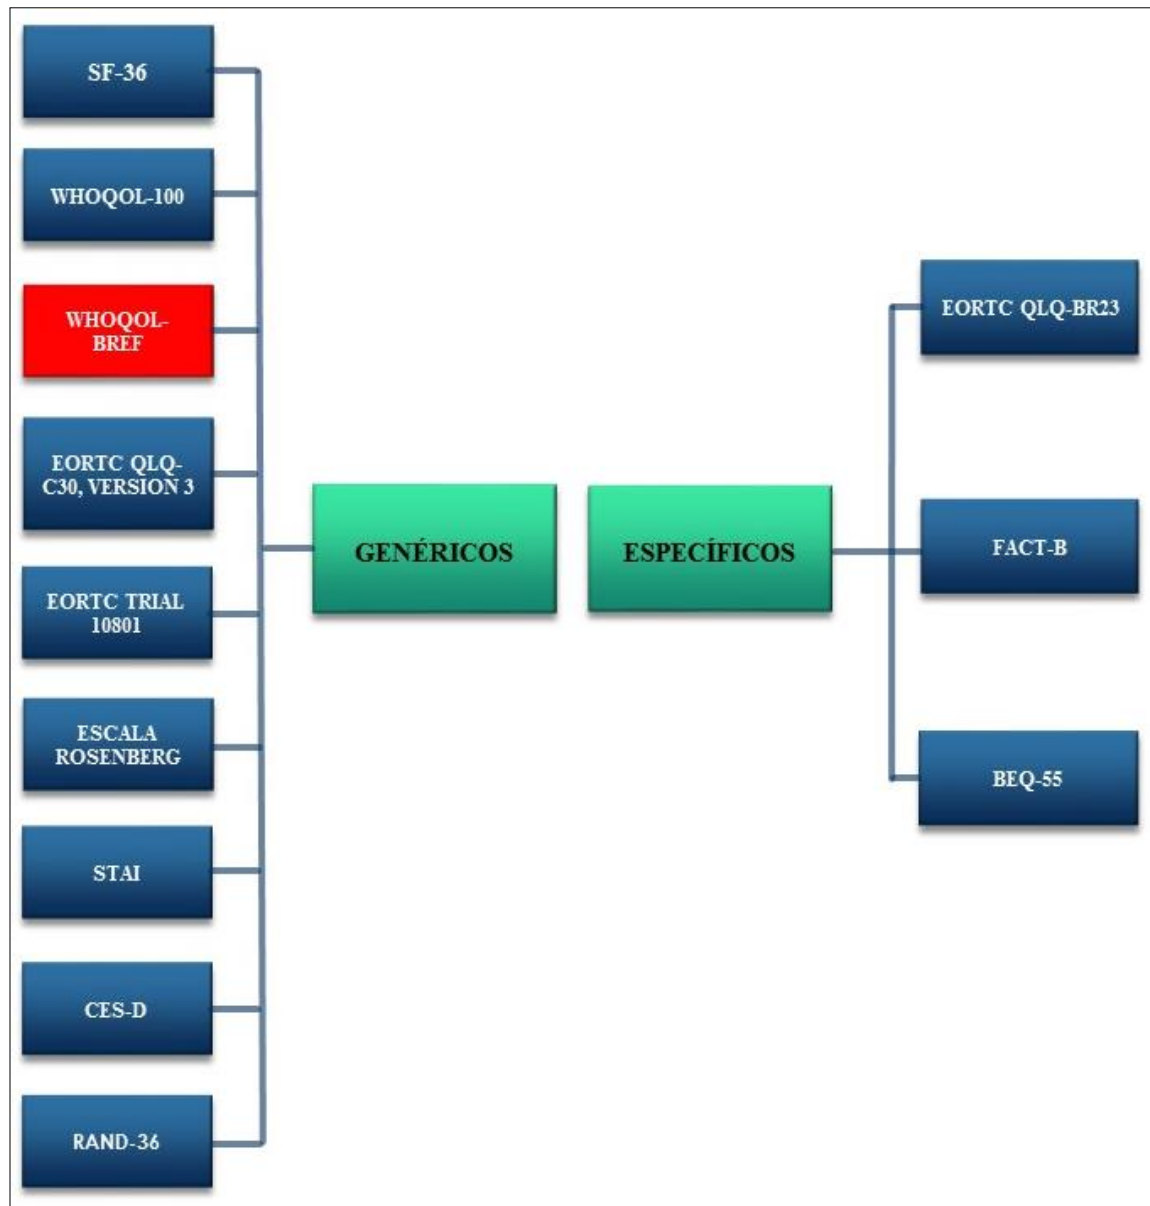 SF-36
WHOQOL-100
WHOQOL-
BREF
EORTC QLQ-
C30, VERSION 3
EORTC TRIAL
10801
ESCALA
ROSENBERG
STAI
CES-D
RAND-36
GENÉRICOS
ESPECÍFICOS
EORTC QLQ-BR23
FACT-B
BEQ-55